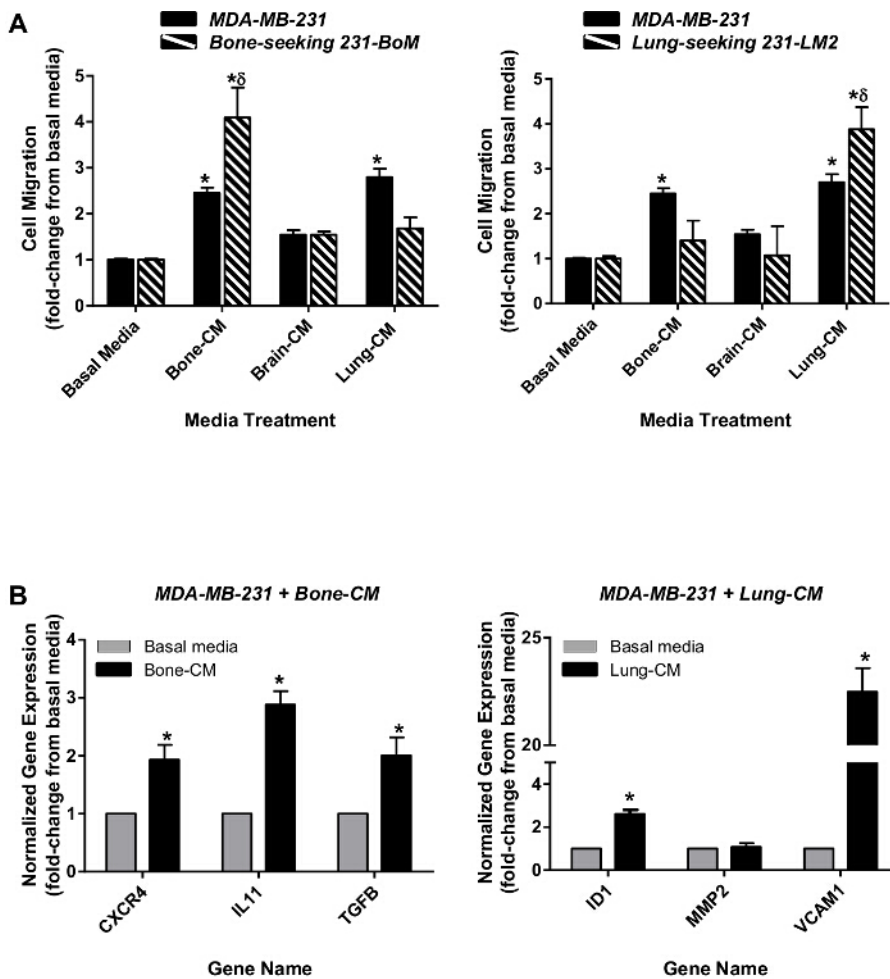 A
MDA-MB-231
Bone-seeking 231-BoM
Cell Migration
(fold-change from basal media)
5
4
3
2
1
0
*
*δ
*
Basal Media
Bone-CM
Brain-CM
Lung-CM
Media Treatment
MDA-MB-231
Lung-seeking 231-LM2
Cell Migration
(fold-change from basal media)
5
4
3
2
1
0
*
*
*δ
Basal Media
Bone-CM
Brain-CM
Lung-CM
Media Treatment
B
MDA-MB-231 + Bone-CM
Normalized Gene Expression
(fold-change from basal media)
4
3
2
1
0
Basal media
Bone-CM
*
*
*
CXCR4
IL11
TGFB
Gene Name
MDA-MB-231 + Lung-CM
Normalized Gene Expression
(fold-change from basal media)
25
20
4
2
0
Basal media
Lung-CM
*
*
ID1
MMP2
VCAM1
Gene Name